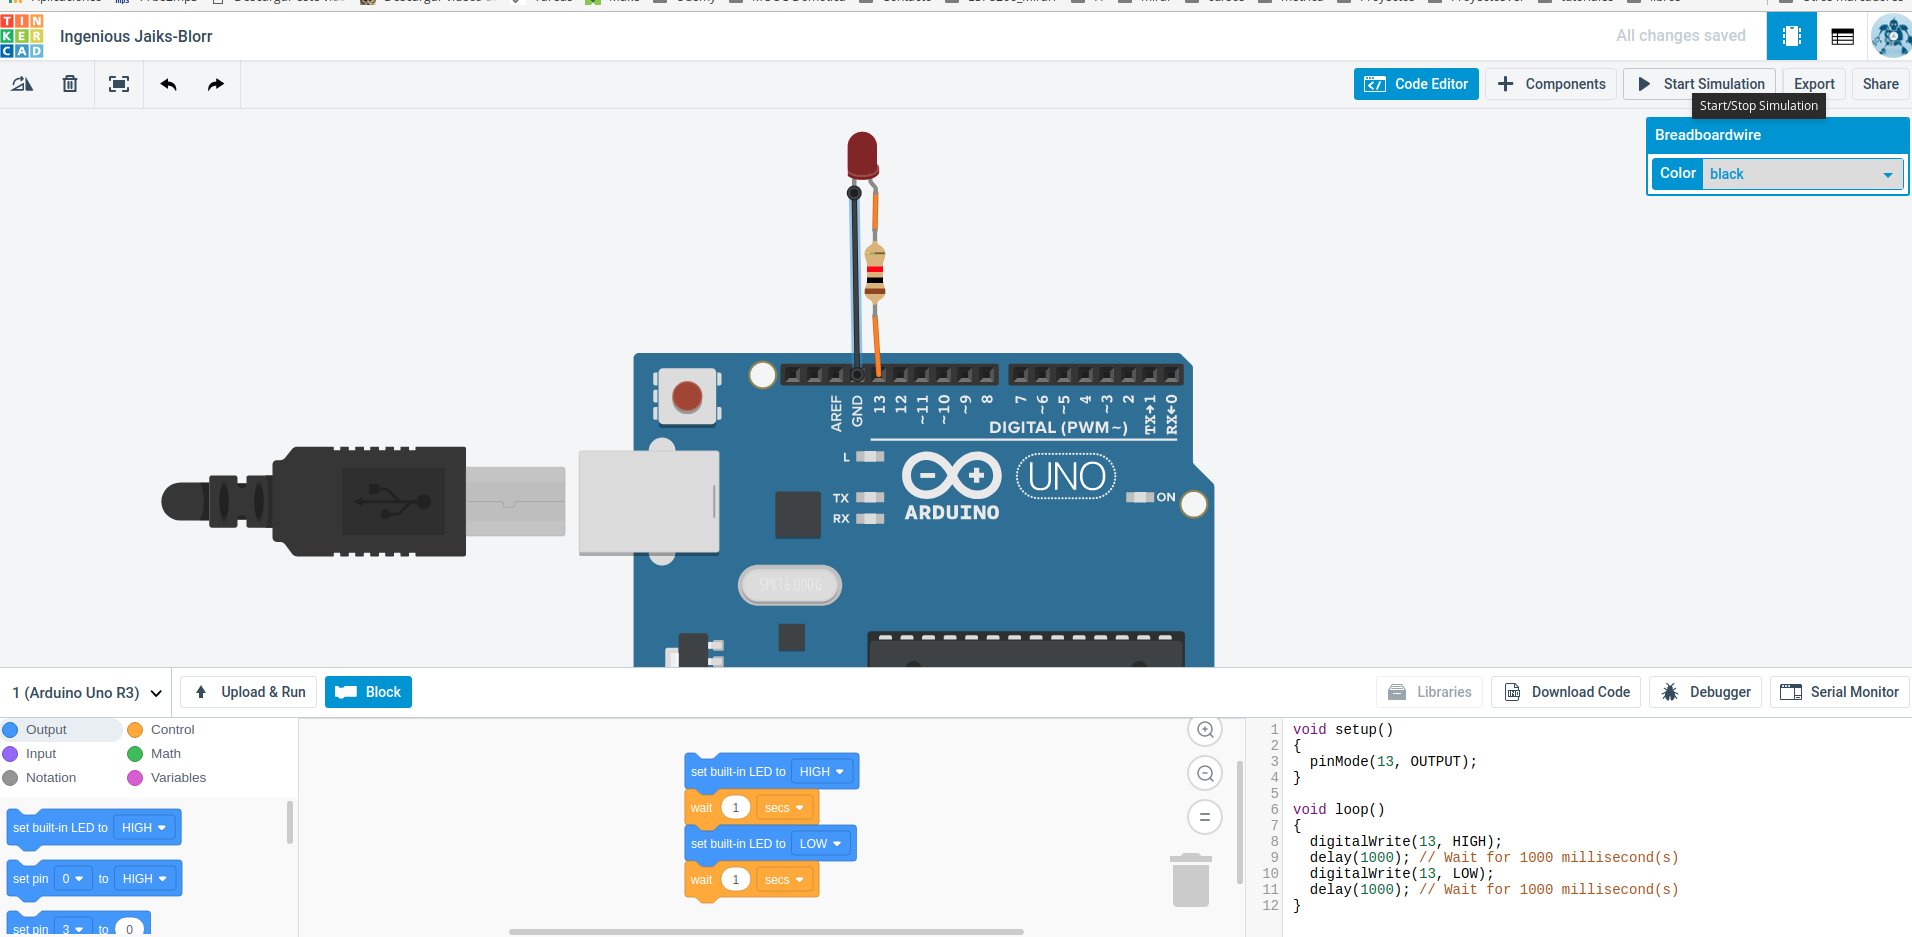 TIN
KER
CAD
Ingenious Jaiks-Blorr
All changes saved
Code Editor
Components
Start Simulation
Export
Share
Start/Stop Simulation
Breadboardwire
Color
black
AREF
GND
13
12
~11
~10
~9
8
7
~6
~5
4
~3
2
TX→1
RX←0
DIGITAL (PWM~)
L
TX
RX
UNO
ARDUINO
ON
SPK16.000G
1 (Arduino Uno R3)
Upload & Run
Block
Libraries
Download Code
Debugger
Serial Monitor
Output
Control
Input
Math
Notation
Variables
set built-in LED to HIGH
set pin 0 to HIGH
set pin 3 to 0
set built-in LED to HIGH
wait 1 secs
set built-in LED to LOW
wait 1 secs
1 void setup()
2 {
3 pinMode(13, OUTPUT);
4 }
5
6 void loop()
7 {
8 digitalWrite(13, HIGH);
9 delay(1000); // Wait for 1000 millisecond(s)
10 digitalWrite(13, LOW);
11 delay(1000); // Wait for 1000 millisecond(s)
12 }